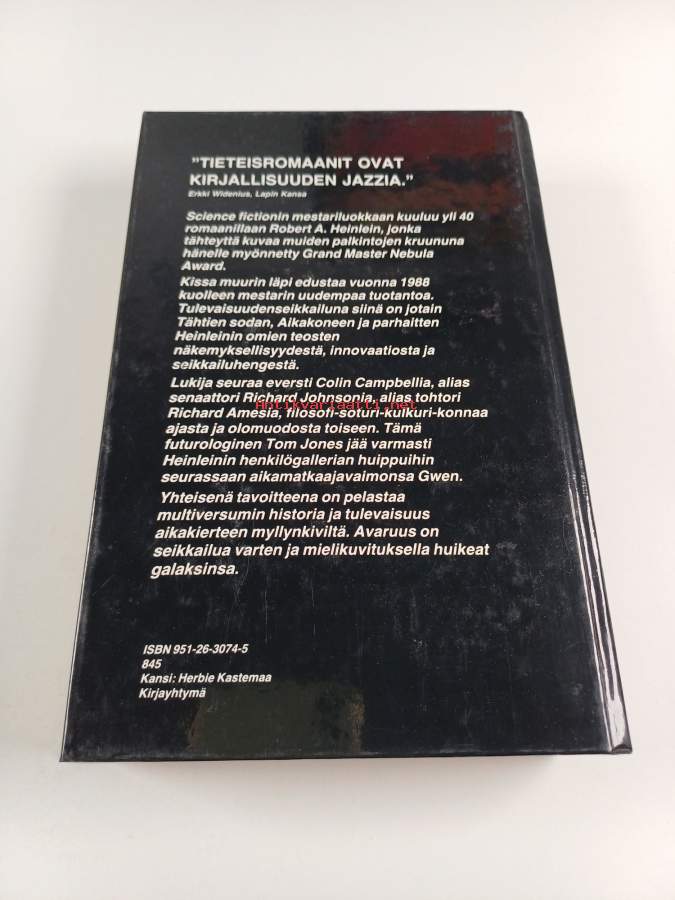 "TIETEISROMAANIT OVAT
KIRJALLISUUDEN JAZZIA."
Erkki Widenius, Lapin Kansa
Science fictionin mestariluokkaan kuuluu yli 40
romaanillaan Robert A. Heinlein, jonka
tähteyttä kuvaa muiden palkintojen kruununa
hänelle myönnetty Grand Master Nebula
Award.
Kissa muurin läpi edustaa vuonna 1988
kuolleen mestarin uudempaa tuotantoa.
Tulevaisuudenseikkailuna siinä on jotain
Tähtien sodan, Aikakoneen ja parhaitten
Heinleinin omien teosten
näkemyksellisyydestä, innovaatiosta ja
seikkailuhengestä.
Lukija seuraa eversti Colin Campbellia, alias
senaattori Richard Johnsonia, alias tohtori
Antikvariaatti.net
Richard Amesia, filosofi-soturi-kulkuri-konnaa
ajasta ja olomuodosta toiseen. Tämä
futurologinen Tom Jones jää varmasti
Heinleinin henkilögallerian huippuihin
seurassaan aikamatkaajavaimonsa Gwen.
Yhteisenä tavoitteena on pelastaa
multiversumin historia ja tulevaisuus
aikakierteen myllynkiviltä. Avaruus on
seikkailua varten ja mielikuvituksella huikeat
galaksinsa.
ISBN 951-26-3074-5
845
Kansi: Herbie Kastemaa
Kirjayhtymä